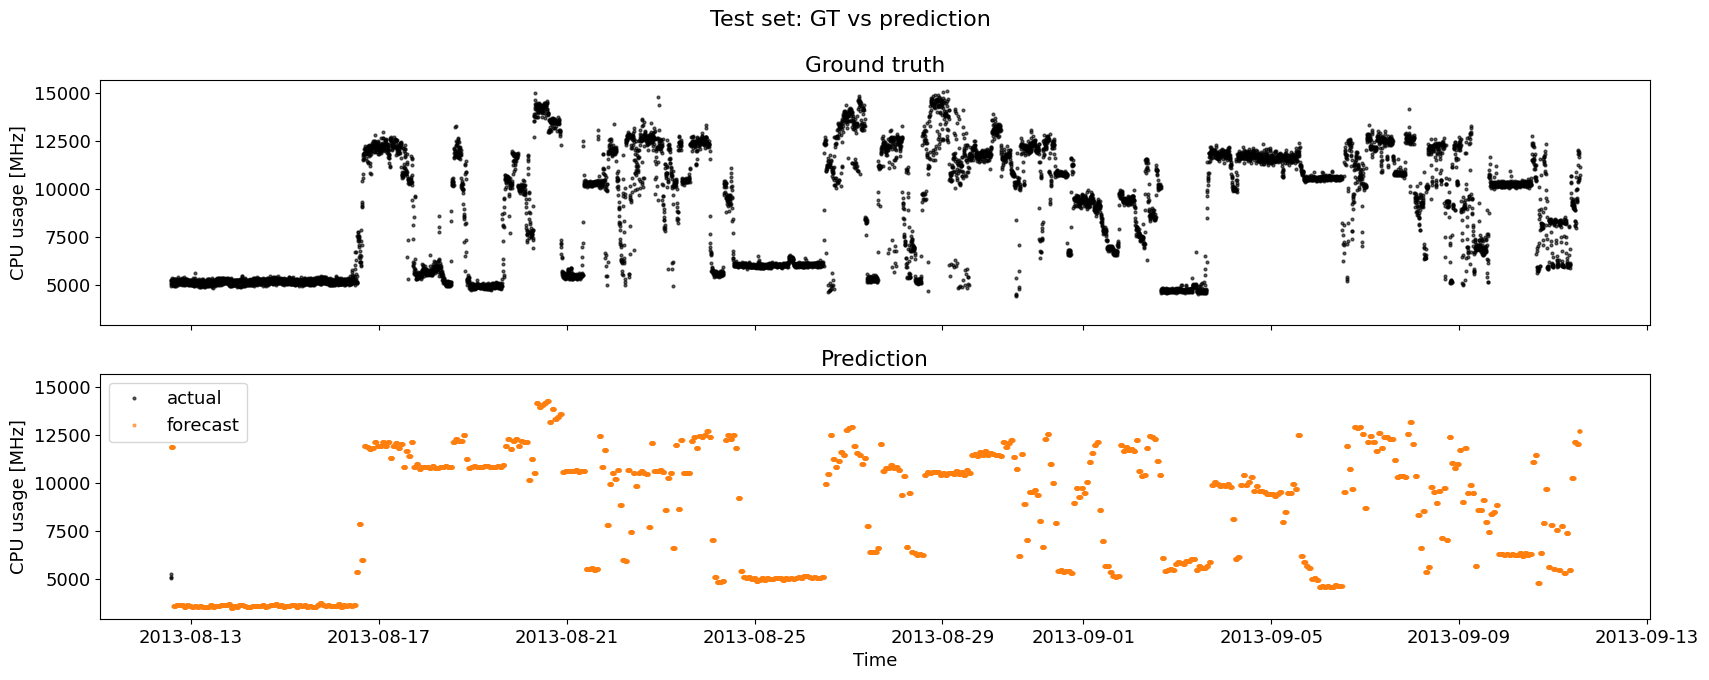 Test set: GT vs prediction
Ground truth
15000
12500
10000
7500
5000
CPU usage [MHz]
Prediction
15000
12500
10000
7500
5000
CPU usage [MHz]
actual
forecast
2013-08-13 2013-08-17 2013-08-21 2013-08-25 2013-08-29 2013-09-01 2013-09-05 2013-09-09 2013-09-13
Time